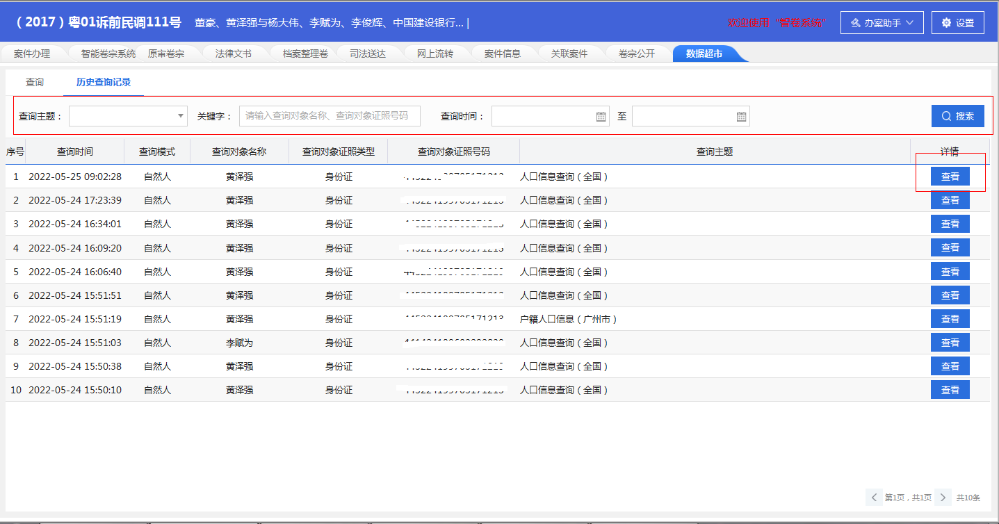 （2017）粤01诉前民调111号 董豪、黄泽强与杨大伟、李赋为、李俊辉、中国建设银行... | 欢迎使用“智卷系统” 办案助手 设置
案件办理 智能卷宗系统 原审卷宗 法律文书 档案整理卷 司法送达 网上流转 案件信息 关联案件 卷宗公开 数据超市
查询 历史查询记录
查询主题： 关键字： 请输入查询对象名称、查询对象证照号码 查询时间： 至 搜索
序号 查询时间 查询模式 查询对象名称 查询对象证照类型 查询对象证照号码 查询主题 详情
1 2022-05-25 09:02:28 自然人 黄泽强 身份证 人口信息查询（全国） 查看
2 2022-05-24 17:23:39 自然人 黄泽强 身份证 人口信息查询（全国） 查看
3 2022-05-24 16:34:01 自然人 黄泽强 身份证 人口信息查询（全国） 查看
4 2022-05-24 16:09:20 自然人 黄泽强 身份证 人口信息查询（全国） 查看
5 2022-05-24 16:06:40 自然人 黄泽强 身份证 人口信息查询（全国） 查看
6 2022-05-24 15:51:51 自然人 黄泽强 身份证 人口信息查询（全国） 查看
7 2022-05-24 15:51:19 自然人 黄泽强 身份证 户籍人口信息（广州市） 查看
8 2022-05-24 15:51:03 自然人 李赋为 身份证 人口信息查询（全国） 查看
9 2022-05-24 15:50:38 自然人 黄泽强 身份证 人口信息查询（全国） 查看
10 2022-05-24 15:50:10 自然人 黄泽强 身份证 人口信息查询（全国） 查看
第1页，共1页 共10条